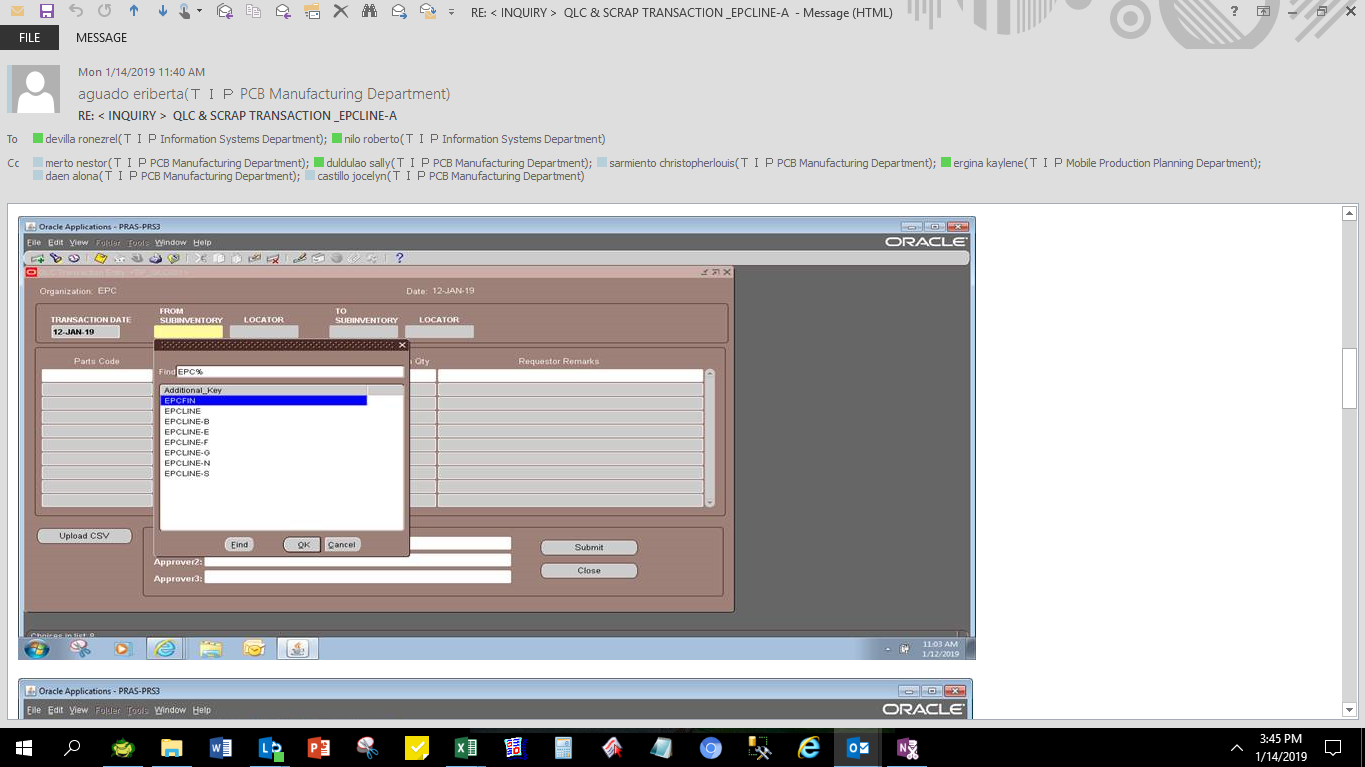 RE: < INQUIRY > QLC & SCRAP TRANSACTION _EPCLINE-A - Message (HTML)
FILE MESSAGE
Mon 1/14/2019 11:40 AM
aguado eriberta(T I P PCB Manufacturing Department)
RE: < INQUIRY > QLC & SCRAP TRANSACTION _EPCLINE-A
To devilla ronezrel(T I P Information Systems Department); nilo roberto(T I P Information Systems Department)
Cc merto nestor(T I P PCB Manufacturing Department); duldulao sally(T I P PCB Manufacturing Department); sarmiento christopherlouis(T I P PCB Manufacturing Department); ergina kaylene(T I P Mobile Production Planning Department);
daen alona(T I P PCB Manufacturing Department); castillo jocelyn(T I P PCB Manufacturing Department)
Oracle Applications - PRAS-PRS3
File Edit View Folder Tools Window Help ORACLE
Organization: EPC Date: 12-JAN-19
TRANSACTION DATE FROM SUBINVENTORY LOCATOR TO SUBINVENTORY LOCATOR
12-JAN-19
Parts Code Qty Requestor Remarks
Find EPC%
Additional_Key
EPCFIN
EPCLINE
EPCLINE-B
EPCLINE-E
EPCLINE-F
EPCLINE-G
EPCLINE-N
EPCLINE-S
Find OK Cancel
Upload CSV
Submit
Approver2:
Close
Approver3:
Choices in list: 8
11:03 AM
1/12/2019
Oracle Applications - PRAS-PRS3
File Edit View Folder Tools Window Help ORACLE
3:45 PM
1/14/2019